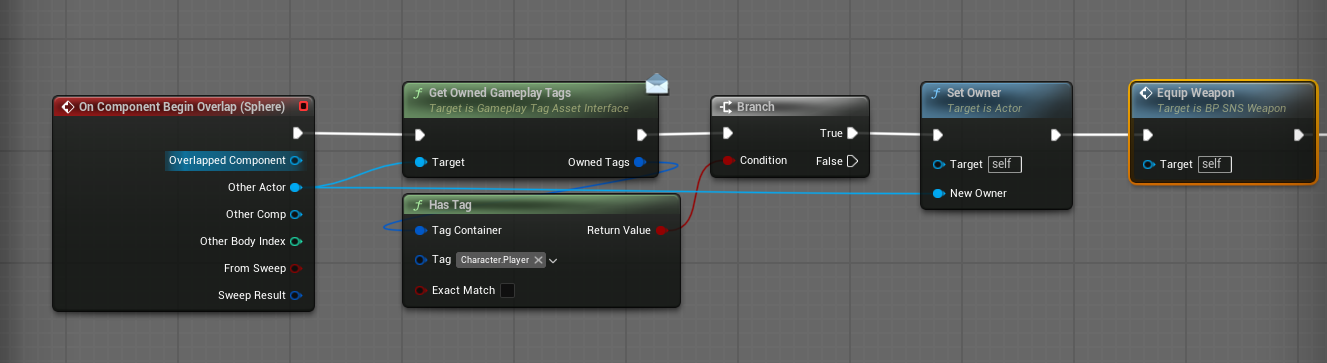 On Component Begin Overlap (Sphere)
Overlapped Component
Other Actor
Other Comp
Other Body Index
From Sweep
Sweep Result
Get Owned Gameplay Tags
Target is Gameplay Tag Asset Interface
Target
Owned Tags
Has Tag
Tag Container
Return Value
Tag
Character.Player
Exact Match
Branch
True
Condition
False
Set Owner
Target is Actor
Target
self
New Owner
Equip Weapon
Target is BP SNS Weapon
Target
self